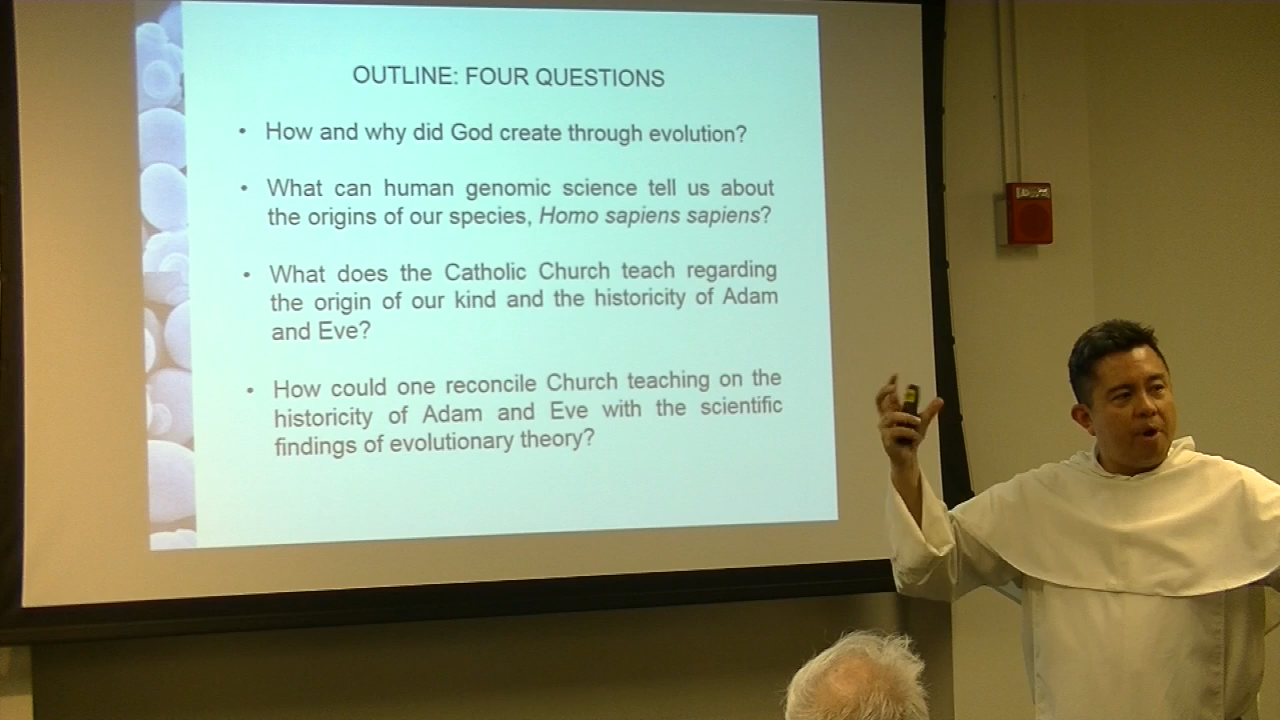 OUTLINE: FOUR QUESTIONS
• How and why did God create through evolution?
• What can human genomic science tell us about
the origins of our species, Homo sapiens sapiens?
• What does the Catholic Church teach regarding
the origin of our kind and the historicity of Adam
and Eve?
• How could one reconcile Church teaching on the
historicity of Adam and Eve with the scientific
findings of evolutionary theory?